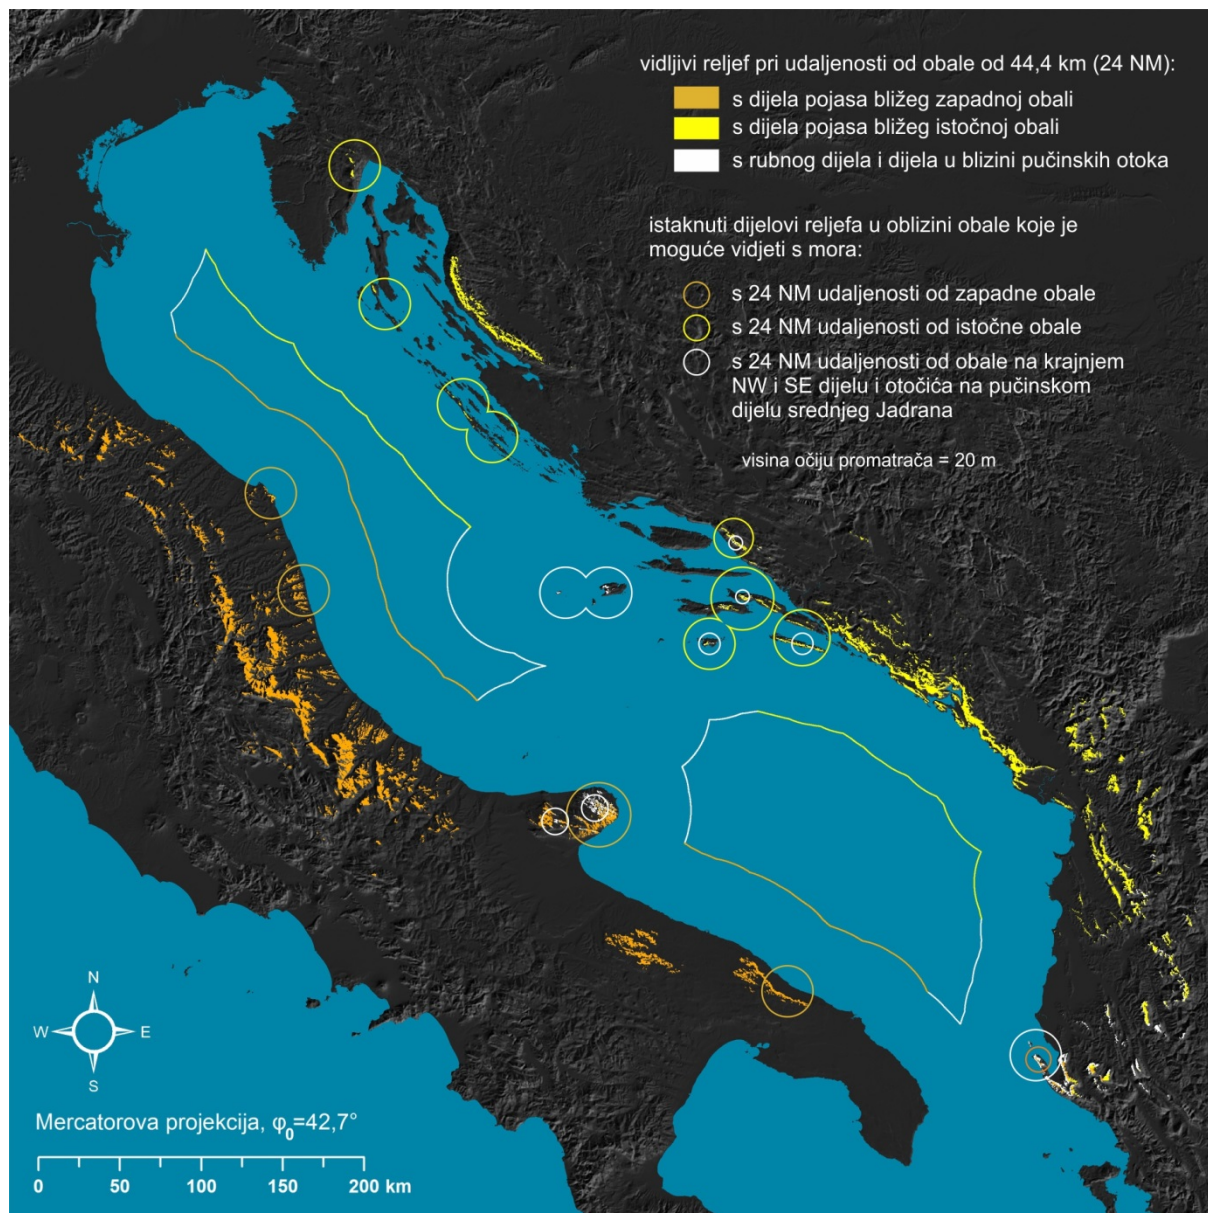 vidljivi reljef pri udaljenosti od obale od 44,4 km (24 NM):
s dijela pojasa bližeg zapadnoj obali
s dijela pojasa bližeg istočnoj obali
s rubnog dijela i dijela u blizini pučinskih otoka
istaknuti dijelovi reljefa u oblizini obale koje je
moguće vidjeti s mora:
s 24 NM udaljenosti od zapadne obale
s 24 NM udaljenosti od istočne obale
s 24 NM udaljenosti od obale na krajnjem
NW i SE dijelu i otočića na pučinskom
dijelu srednjeg Jadrana
visina očiju promatrača = 20 m
N
W E
S
Mercatorova projekcija, φ₀=42,7°
0 50 100 150 200 km